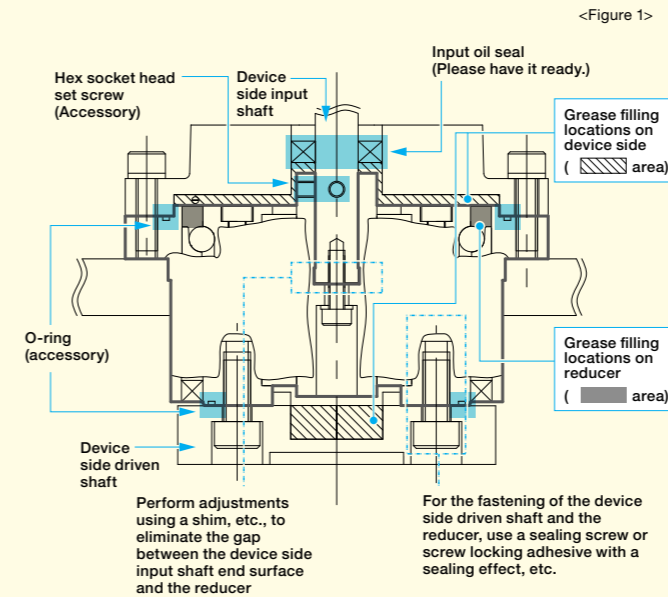 <Figure 1>
Input oil seal
(Please have it ready.)
Hex socket head
set screw
(Accessory)
Device
side input
shaft
Grease filling
locations on
device side
( area)
O-ring
(accessory)
Grease filling
locations on
reducer
( area)
Device
side driven
shaft
Perform adjustments
using a shim, etc., to
eliminate the gap
between the device side
input shaft end surface
and the reducer
For the fastening of the device
side driven shaft and the
reducer, use a sealing screw or
screw locking adhesive with a
sealing effect, etc.